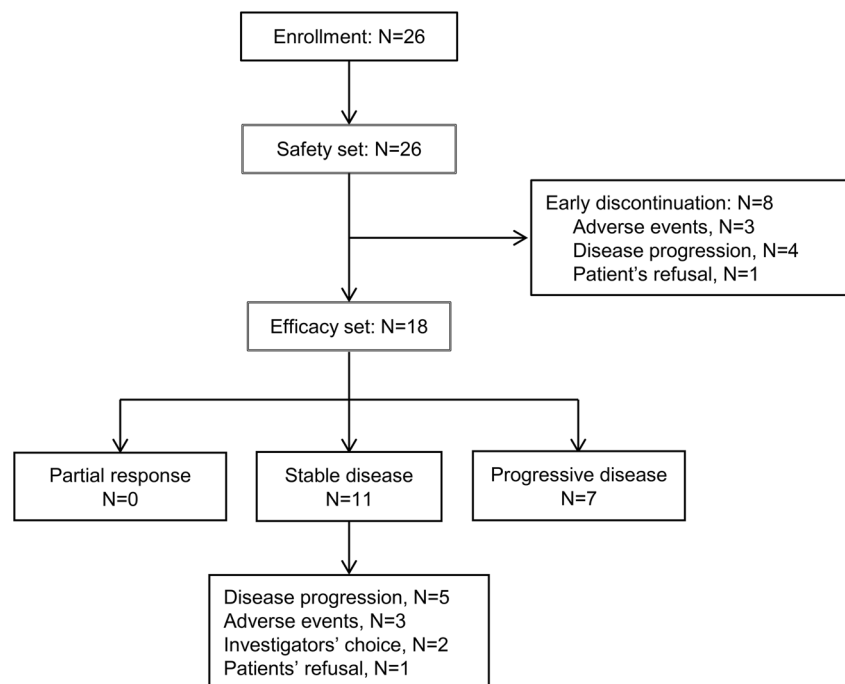 Enrollment: N=26
Safety set: N=26
Early discontinuation: N=8
Adverse events, N=3
Disease progression, N=4
Patient’s refusal, N=1
Efficacy set: N=18
Partial response
N=0
Stable disease
N=11
Progressive disease
N=7
Disease progression, N=5
Adverse events, N=3
Investigators’ choice, N=2
Patients’ refusal, N=1